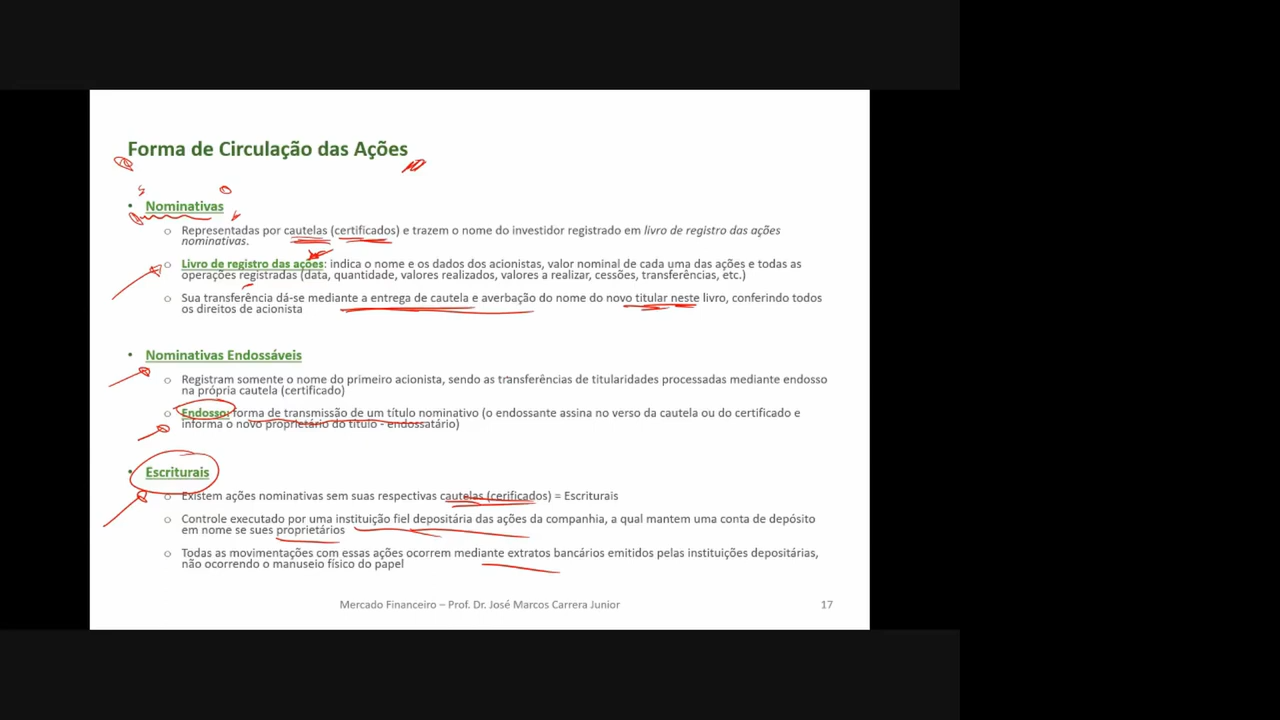 Forma de Circulação das Ações
• Nominativas
o Representadas por cautelas (certificados) e trazem o nome do investidor registrado em livro de registro das ações
nominativas.
o Livro de registro das ações: indica o nome e os dados dos acionistas, valor nominal de cada uma das ações e todas as
operações registradas (data, quantidade, valores realizados, valores a realizar, cessões, transferências, etc.)
o Sua transferência dá-se mediante a entrega de cautela e averbação do nome do novo titular neste livro, conferindo todos
os direitos de acionista
• Nominativas Endossáveis
o Registram somente o nome do primeiro acionista, sendo as transferências de titularidades processadas mediante endosso
na própria cautela (certificado)
o Endosso: forma de transmissão de um título nominativo (o endossante assina no verso da cautela ou do certificado e
informa o novo proprietário do título - endossatário)
• Escriturais
o Existem ações nominativas sem suas respectivas cautelas (cerificados) = Escriturais
o Controle executado por uma instituição fiel depositária das ações da companhia, a qual mantem uma conta de depósito
em nome se sues proprietários
o Todas as movimentações com essas ações ocorrem mediante extratos bancários emitidos pelas instituições depositárias,
não ocorrendo o manuseio físico do papel
Mercado Financeiro – Prof. Dr. José Marcos Carrera Junior
17